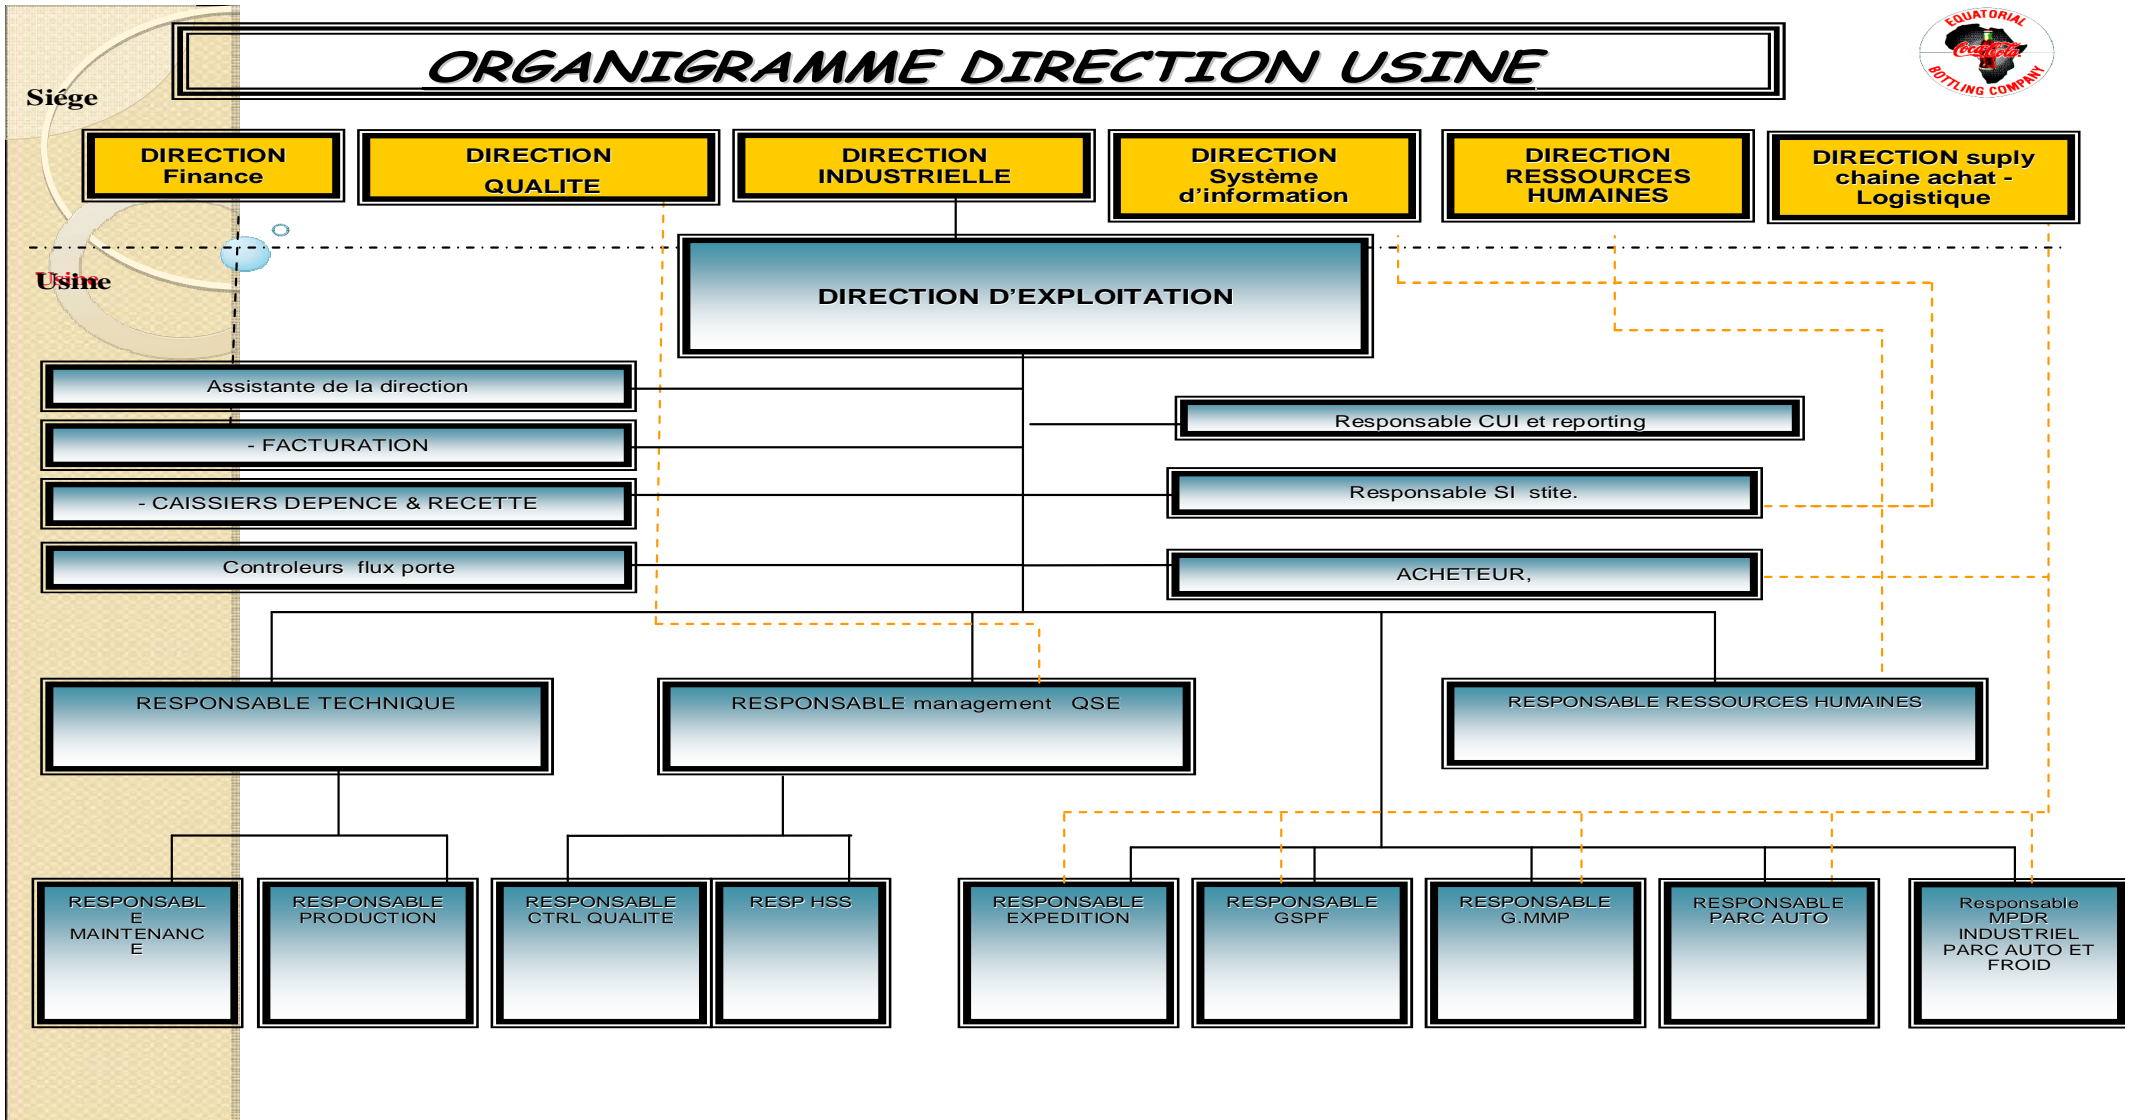 ORGANIGRAMME DIRECTION USINE
EQUATORIAL
Coca-Cola
BOTTLING COMPANY
Siége
DIRECTION
Finance
DIRECTION
QUALITE
DIRECTION
INDUSTRIELLE
DIRECTION
Système
d'information
DIRECTION
RESSOURCES
HUMAINES
DIRECTION suply
chaine achat -
Logistique
Usine
DIRECTION D'EXPLOITATION
Assistante de la direction
- FACTURATION
- CAISSIERS DEPENCE & RECETTE
Controleurs flux porte
Responsable CUI et reporting
Responsable SI stite.
ACHETEUR,
RESPONSABLE TECHNIQUE
RESPONSABLE management QSE
RESPONSABLE RESSOURCES HUMAINES
RESPONSABL
E
MAINTENANC
E
RESPONSABLE
PRODUCTION
RESPONSABLE
CTRL QUALITE
RESP HSS
RESPONSABLE
EXPEDITION
RESPONSABLE
GSPF
RESPONSABLE
G.MMP
RESPONSABLE
PARC AUTO
Responsable
MPDR
INDUSTRIEL
PARC AUTO ET
FROID